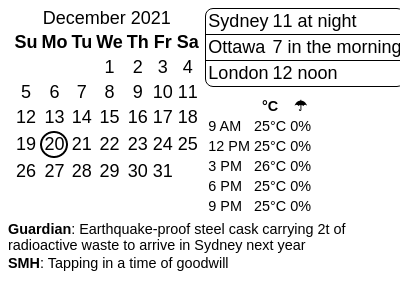 December 2021
Su Mo Tu We Th Fr Sa
1 2 3 4
5 6 7 8 9 10 11
12 13 14 15 16 17 18
19 20 21 22 23 24 25
26 27 28 29 30 31
Sydney 11 at night
Ottawa 7 in the morning
London 12 noon
°C ☂
9 AM 25°C 0%
12 PM 25°C 0%
3 PM 26°C 0%
6 PM 25°C 0%
9 PM 25°C 0%
Guardian: Earthquake-proof steel cask carrying 2t of
radioactive waste to arrive in Sydney next year
SMH: Tapping in a time of goodwill